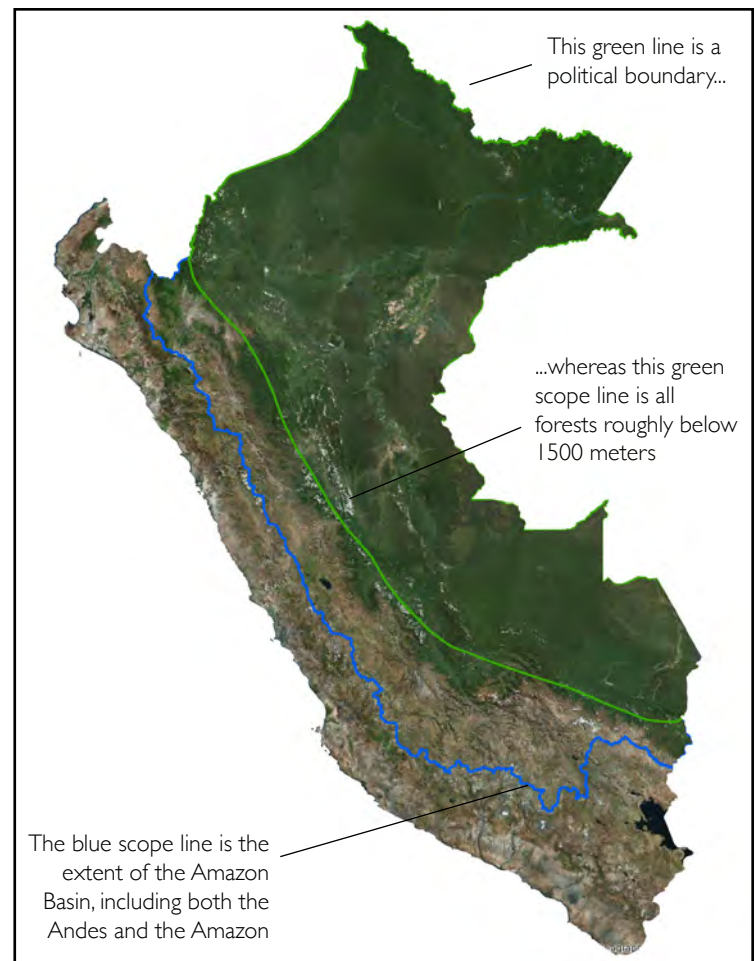 This green line is a
political boundary...
...whereas this green
scope line is all
forests roughly below
1500 meters
The blue scope line is the
extent of the Amazon
Basin, including both the
Andes and the Amazon